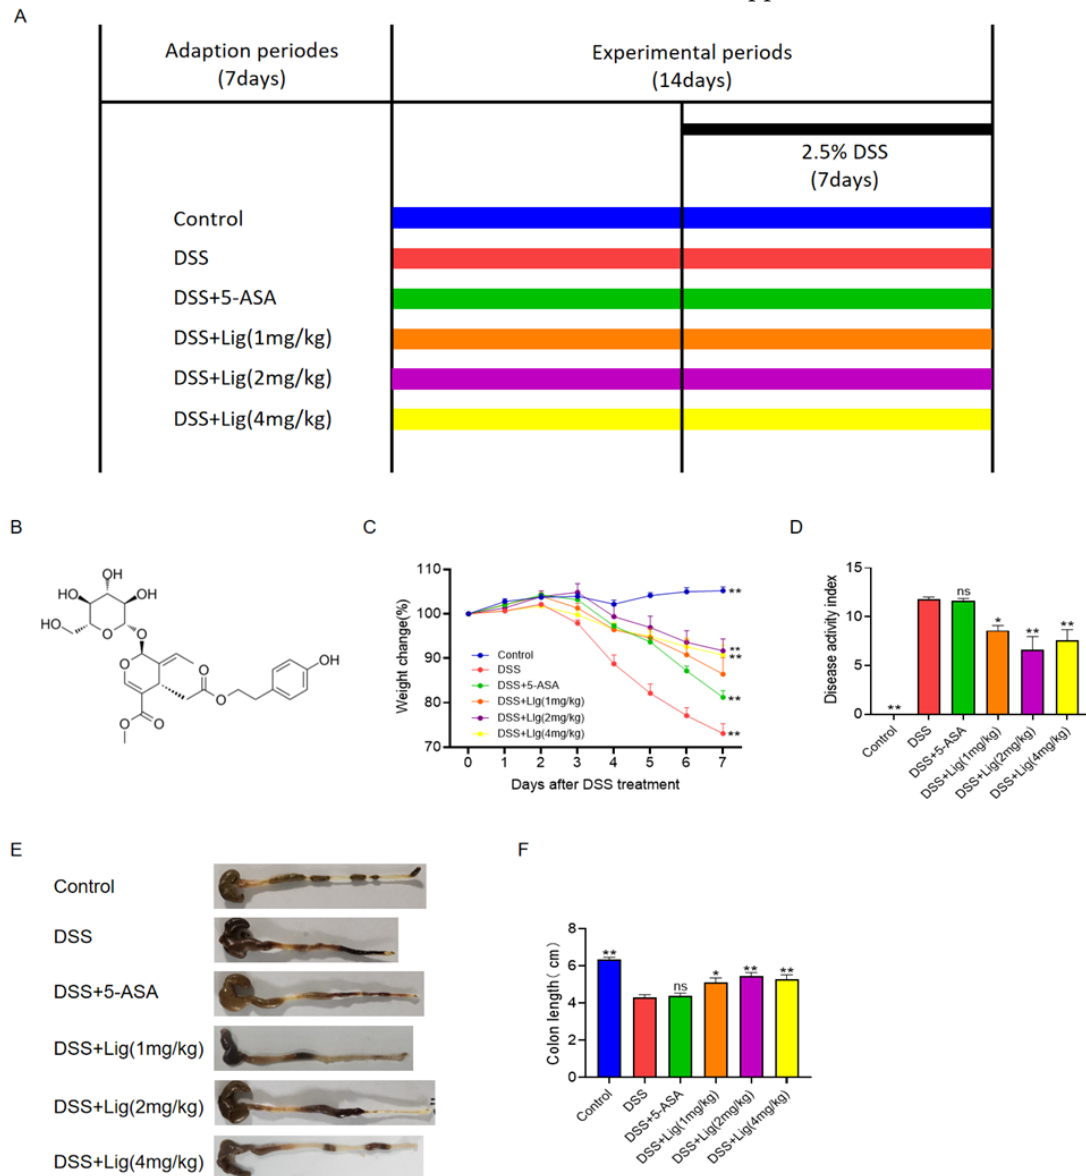 A
Adaption periodes
(7days)
Experimental periods
(14days)
2.5% DSS
(7days)
Control
DSS
DSS+5-ASA
DSS+Lig(1mg/kg)
DSS+Lig(2mg/kg)
DSS+Lig(4mg/kg)
B
OH
HO
OH
HO
O
O
O
O
O
OH
O
O
C
Weight change(%)
110
100
90
80
70
Control
DSS
DSS+5-ASA
DSS+LIg(1mg/kg)
DSS+LIg(2mg/kg)
DSS+LIg(4mg/kg)
**
**
**
**
**
0 1 2 3 4 5 6 7
Days after DSS treatment
D
Disease activity index
15
10
5
0
**
ns
*
**
**
Control
DSS
DSS+5-ASA
DSS+Lig(1mg/kg)
DSS+Lig(2mg/kg)
DSS+Lig(4mg/kg)
E
Control
DSS
DSS+5-ASA
DSS+Lig(1mg/kg)
DSS+Lig(2mg/kg)
DSS+Lig(4mg/kg)
F
Colon length( cm)
8
6
4
2
0
**
ns
*
**
**
Control
DSS
DSS+5-ASA
DSS+Lig(1mg/kg)
DSS+Lig(2mg/kg)
DSS+Lig(4mg/kg)